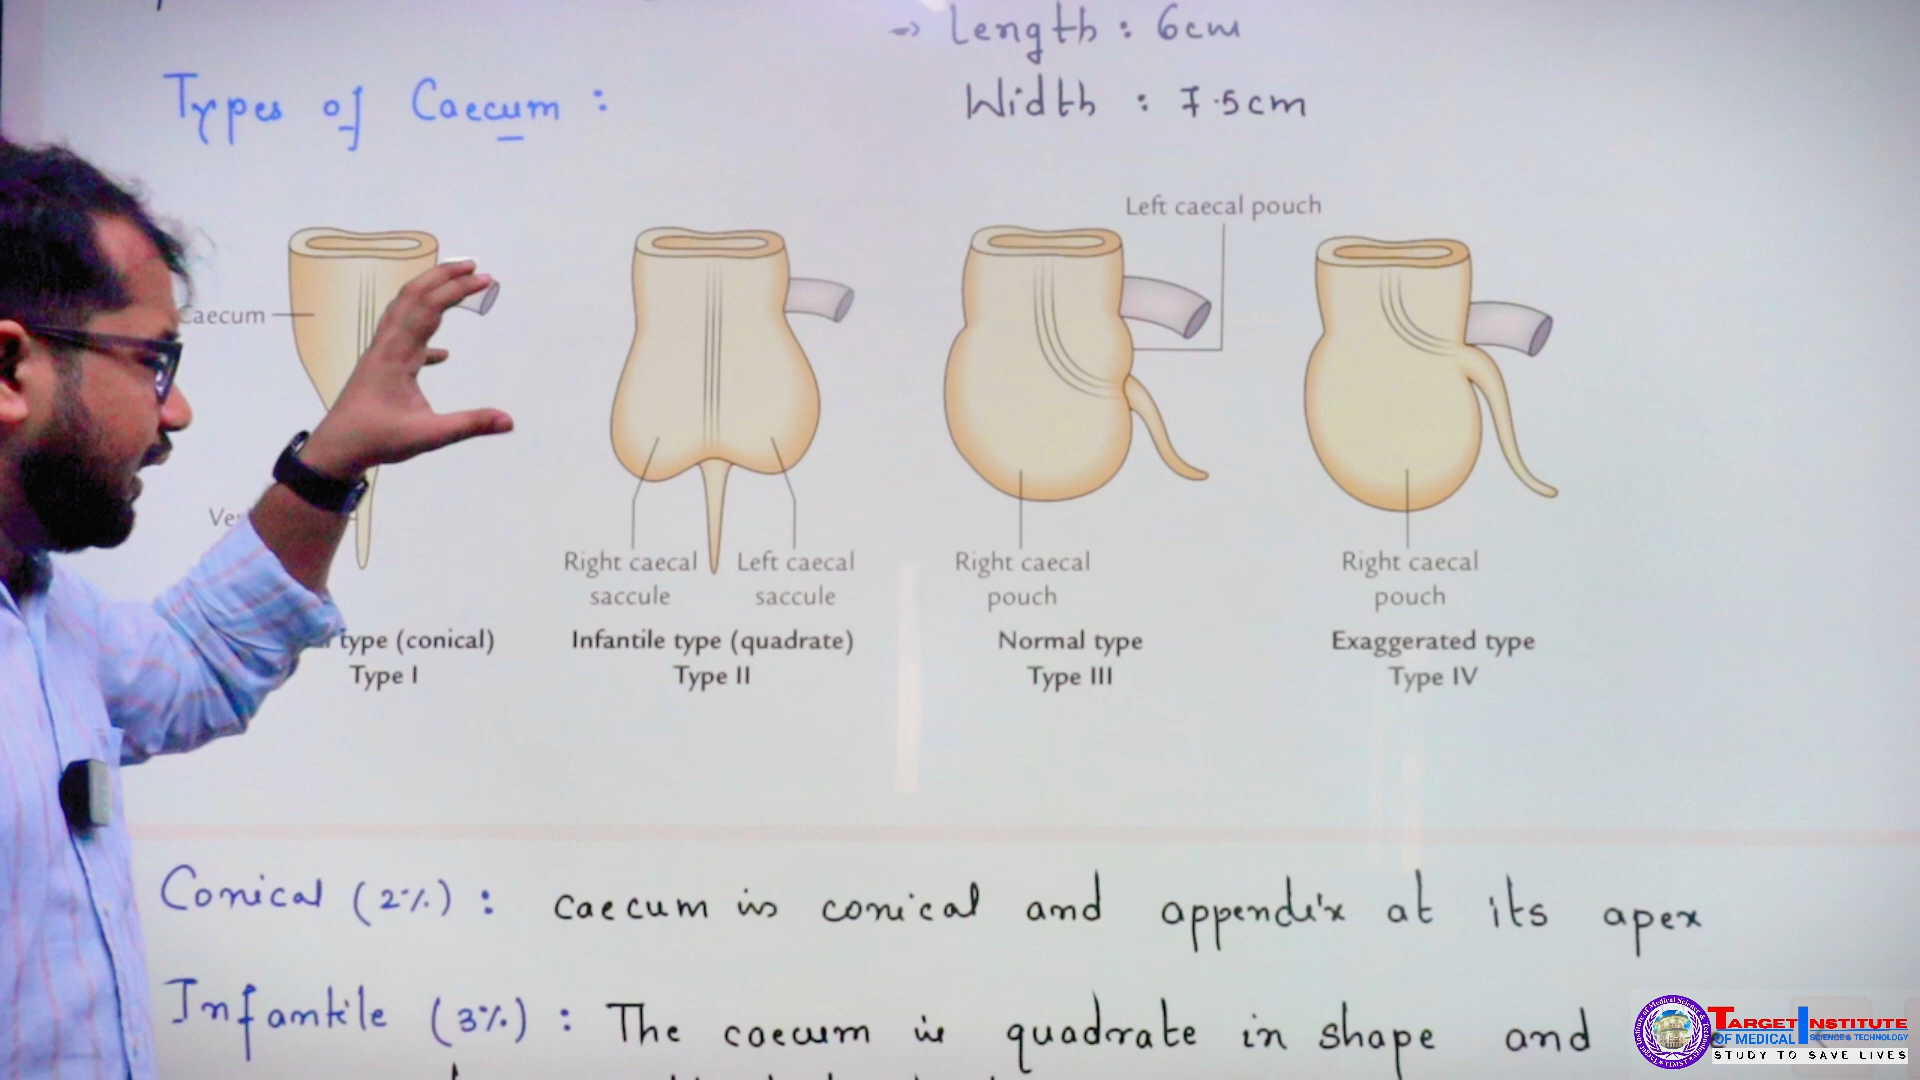 → Length : 6cm
Types of Caecum :
Width : 7.5cm
Left caecal pouch
Caecum
Right caecal saccule
Left caecal saccule
Right caecal pouch
Right caecal pouch
type (conical)
Type I
Infantile type (quadrate)
Type II
Normal type
Type III
Exaggerated type
Type IV
Conical (2%) : caecum is conical and appendix at its apex
Infantile (3%) : The caecum is quadrate in shape and
TARGET INSTITUTE
OF MEDICAL SCIENCE & TECHNOLOGY
STUDY TO SAVE LIVES